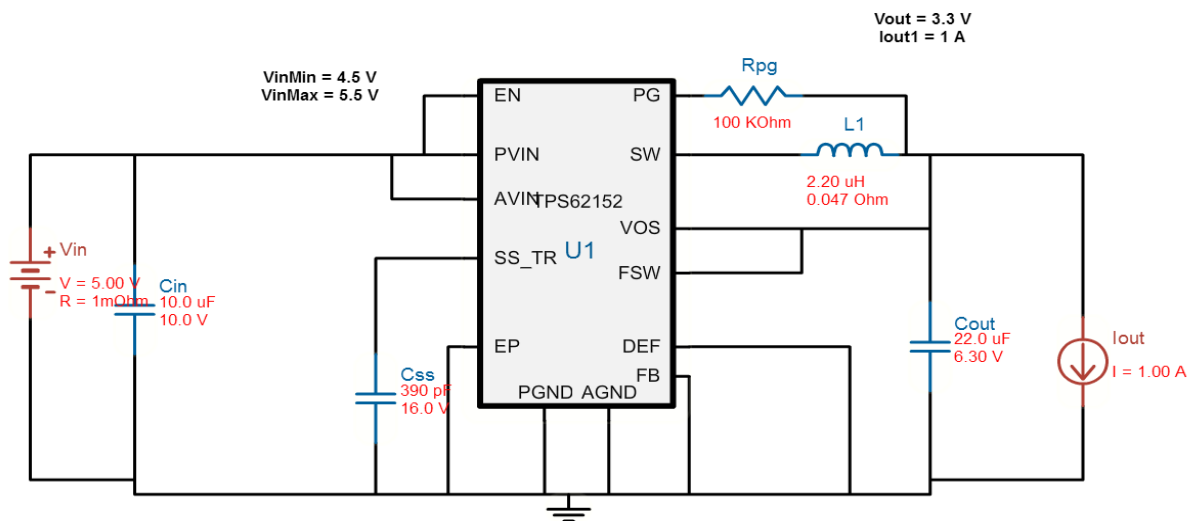 Vout = 3.3 V
Iout1 = 1 A
VinMin = 4.5 V
VinMax = 5.5 V
Rpg
100 KOhm
EN
PG
L1
PVIN
SW
2.20 uH
0.047 Ohm
AVIN
TPS62152
VOS
U1
SS_TR
FSW
+ Vin
V = 5.00 V
R = 1mOhm
-
Cin
10.0 uF
10.0 V
Cout
22.0 uF
6.30 V
Iout
I = 1.00 A
EP
DEF
FB
Css
390 pF
16.0 V
PGND AGND